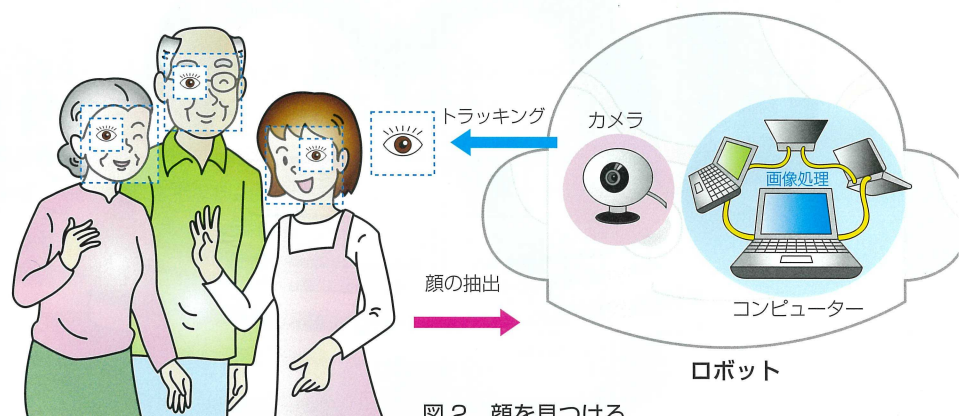 トラッキング
カメラ
画像処理
顔の抽出
コンピューター
ロボット
図2 顔を見つける